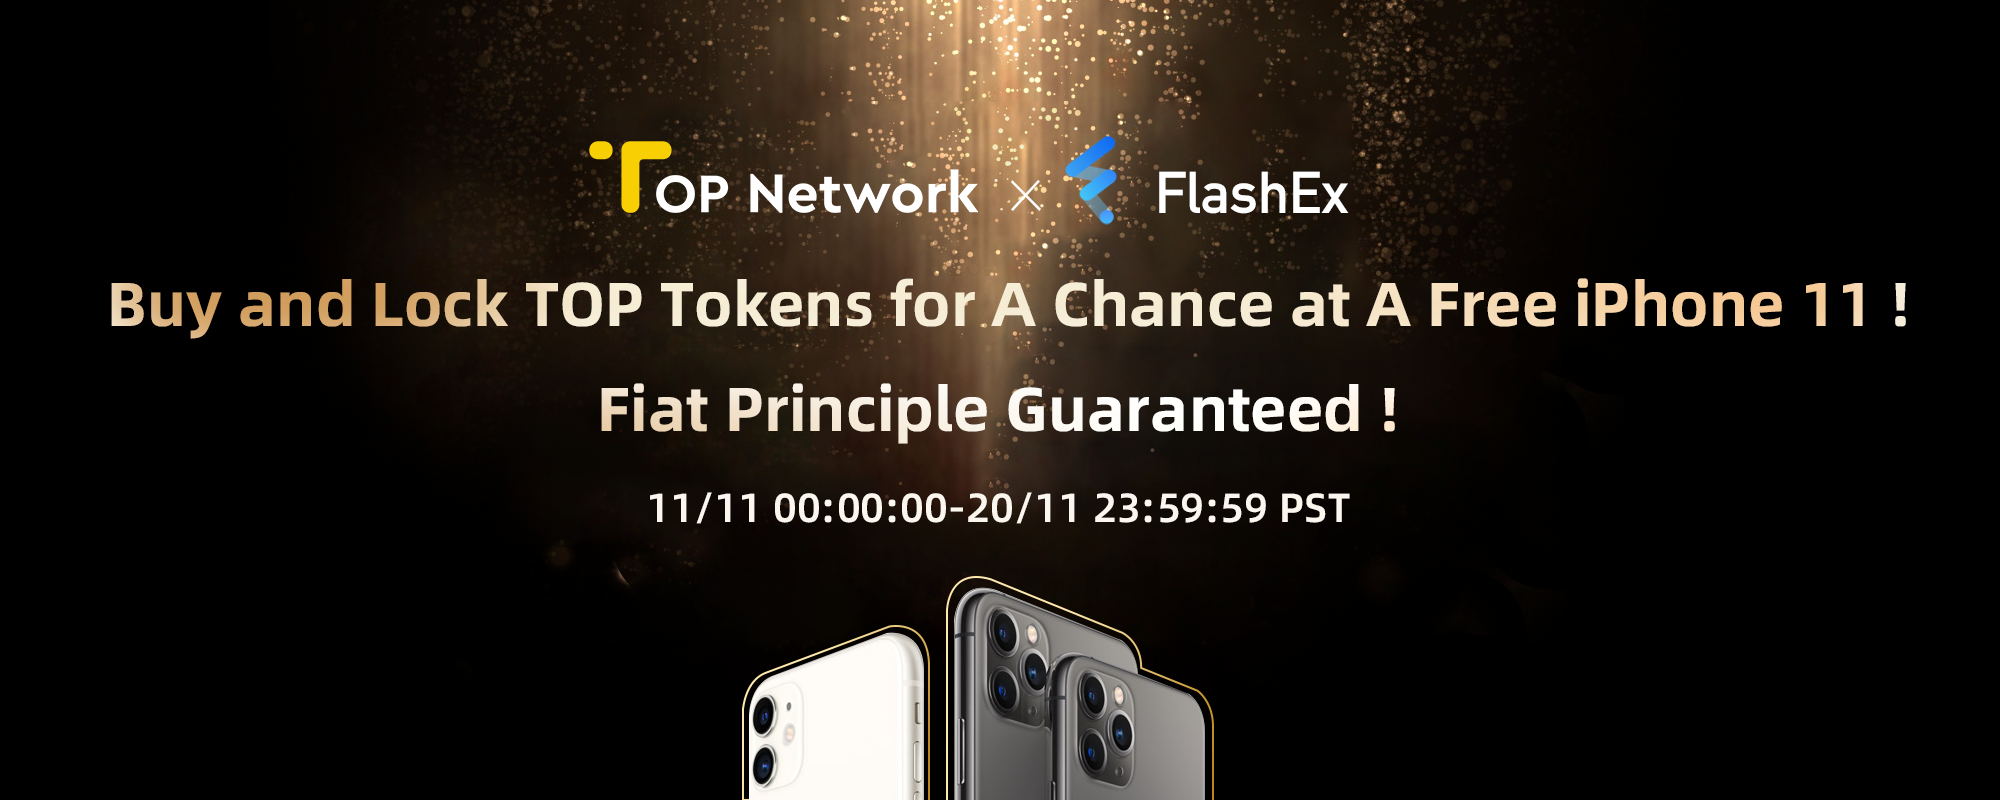 TOP Network × FlashEx
Buy and Lock TOP Tokens for A Chance at A Free iPhone 11 !
Fiat Principle Guaranteed !
11/11 00:00:00-20/11 23:59:59 PST